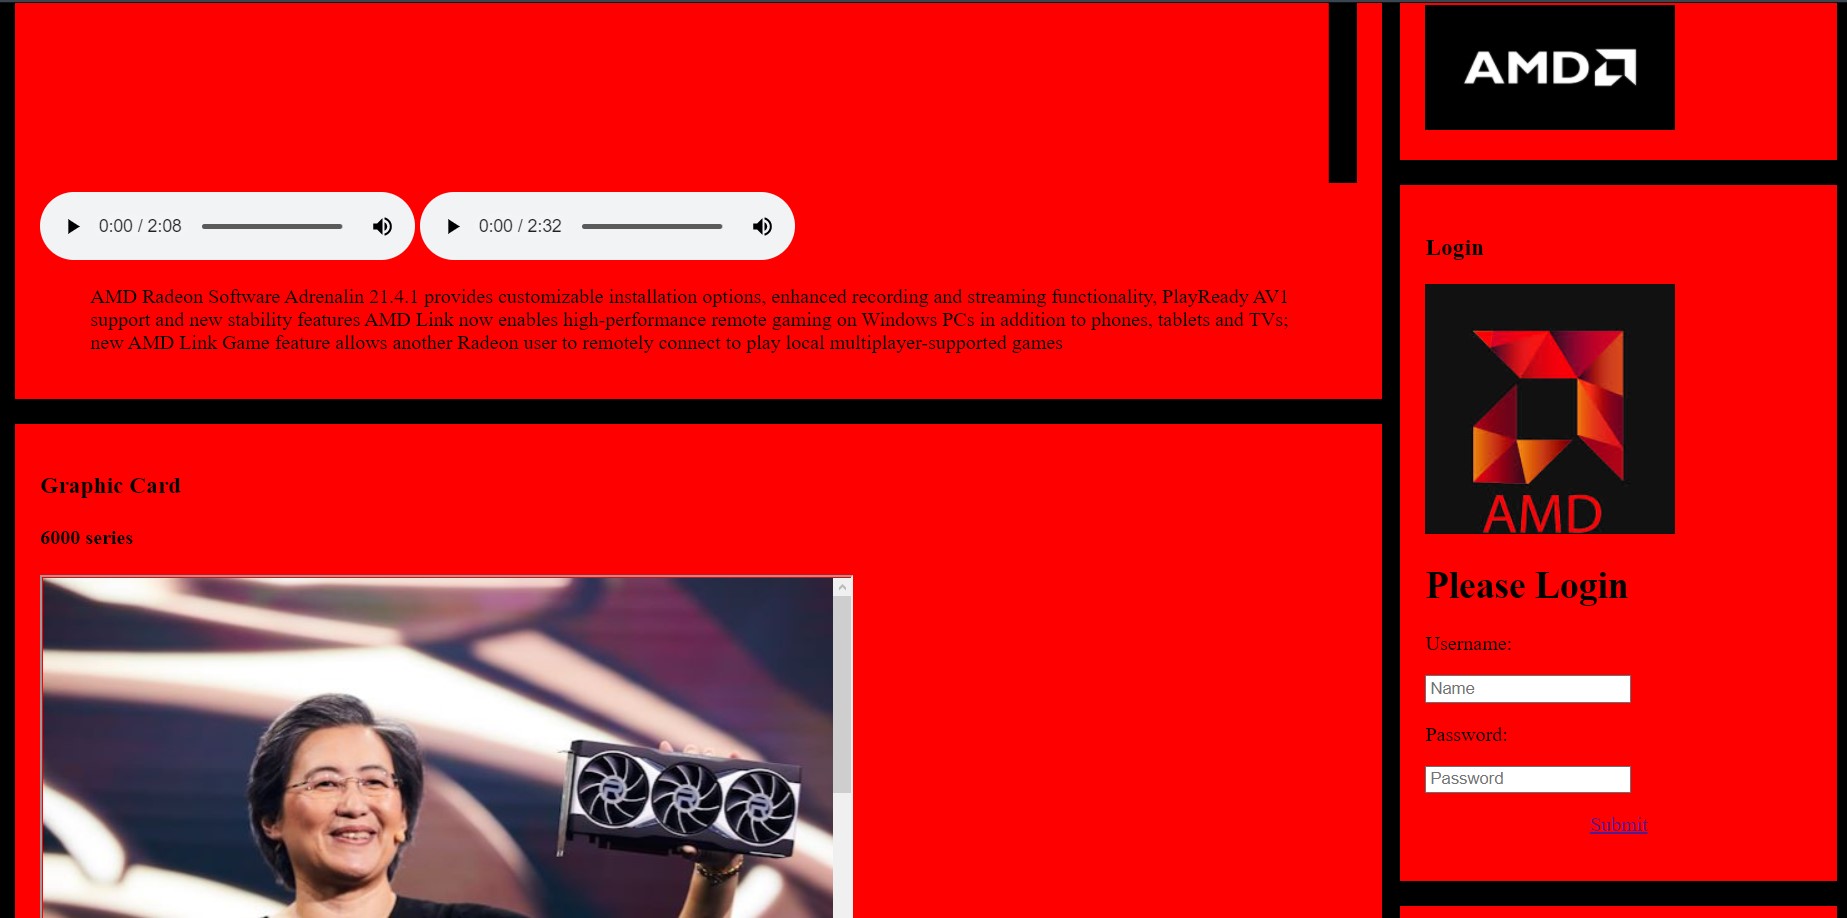 AMD
0:00 / 2:08
0:00 / 2:32
AMD Radeon Software Adrenalin 21.4.1 provides customizable installation options, enhanced recording and streaming functionality, PlayReady AV1
support and new stability features AMD Link now enables high-performance remote gaming on Windows PCs in addition to phones, tablets and TVs;
new AMD Link Game feature allows another Radeon user to remotely connect to play local multiplayer-supported games
Graphic Card
6000 series
Login
AMD
Please Login
Username:
Name
Password:
Password
Submit